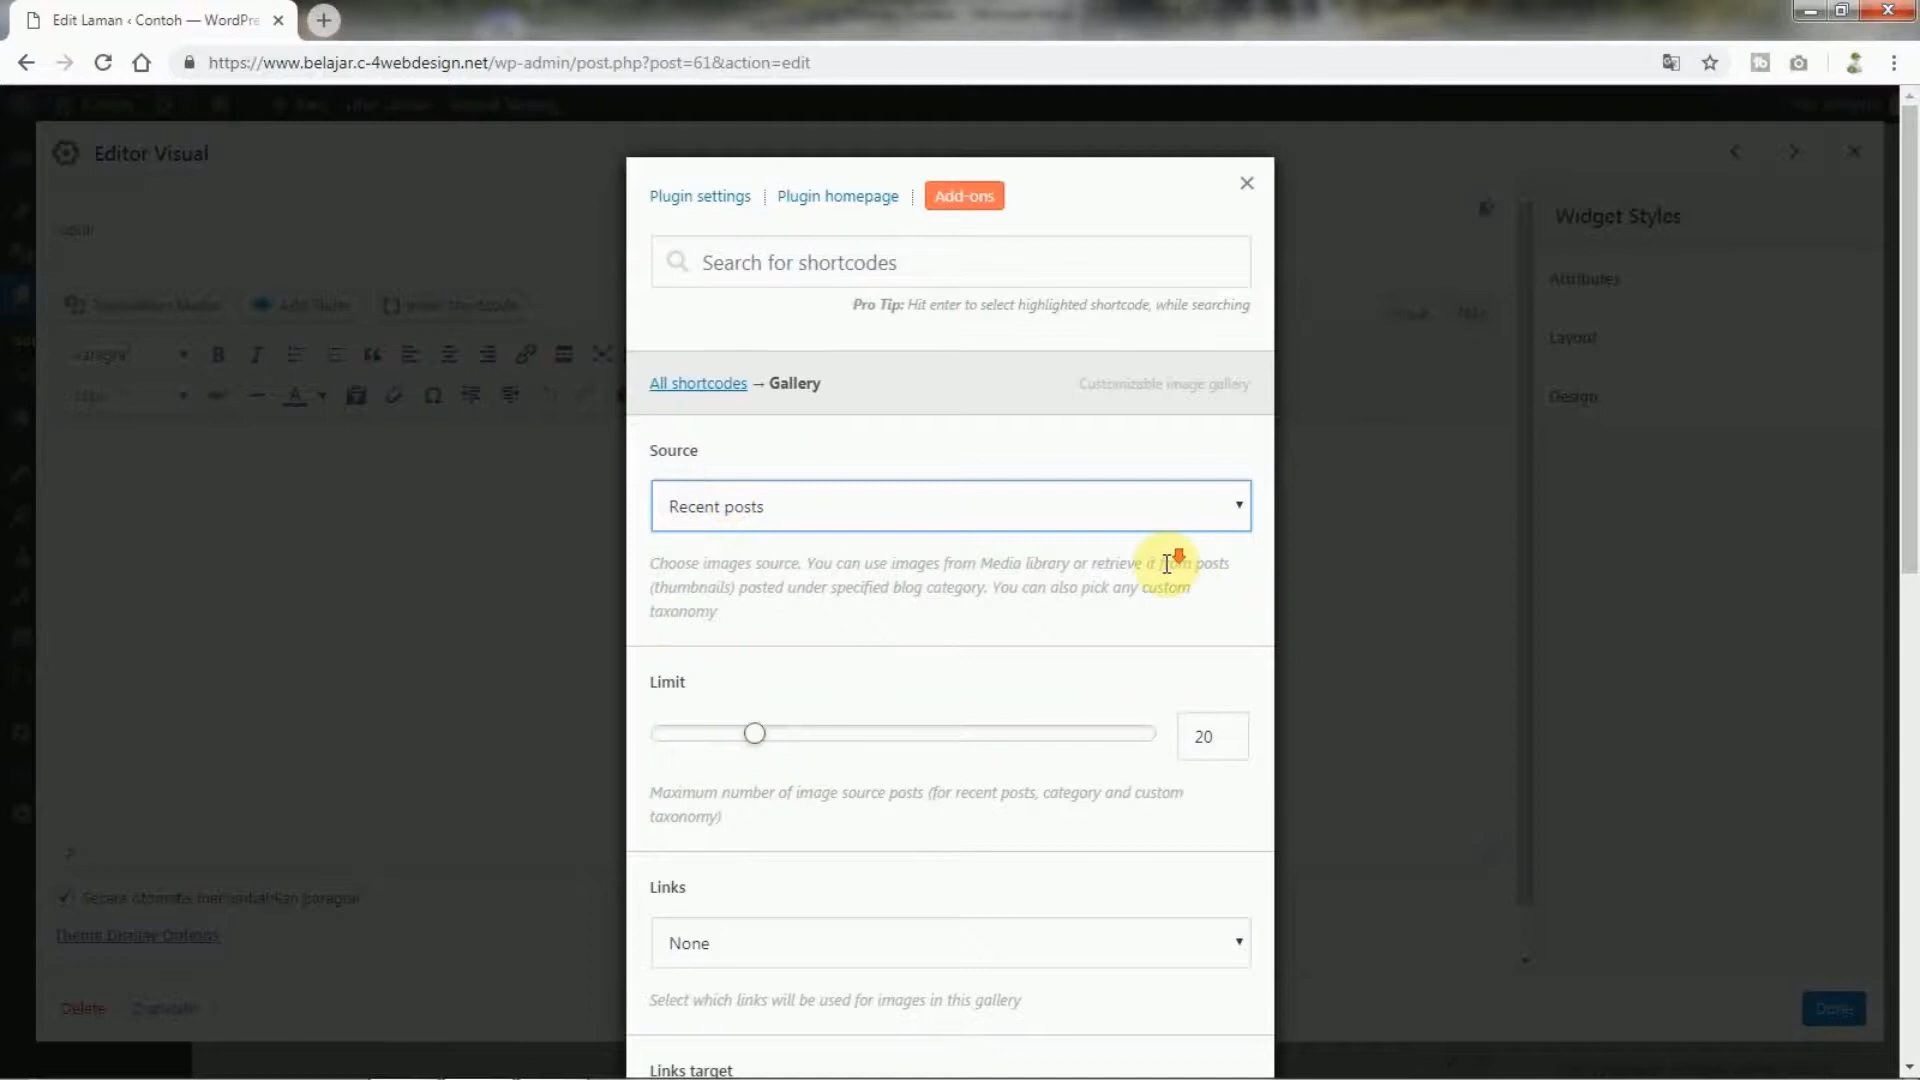 Edit Laman ‹ Contoh — WordPre
https://www.belajar.c-4webdesign.net/wp-admin/post.php?post=61&action=edit
Editor Visual
Plugin settings
Plugin homepage
Add-ons
Search for shortcodes
Pro Tip: Hit enter to select highlighted shortcode, while searching
All shortcodes → Gallery
Customizable image gallery
Source
Recent posts
Choose images source. You can use images from Media library or retrieve it from posts
(thumbnails) posted under specified blog category. You can also pick any custom
taxonomy
Limit
20
Maximum number of image source posts (for recent posts, category and custom
taxonomy)
Links
None
Select which links will be used for images in this gallery
Links target
Widget Styles
Attributes
Layout
Design
Add Slider
Insert shortcode
Secara otomatis menambahkan paragraf
Theme Display Options
Delete
Duplicate
Done